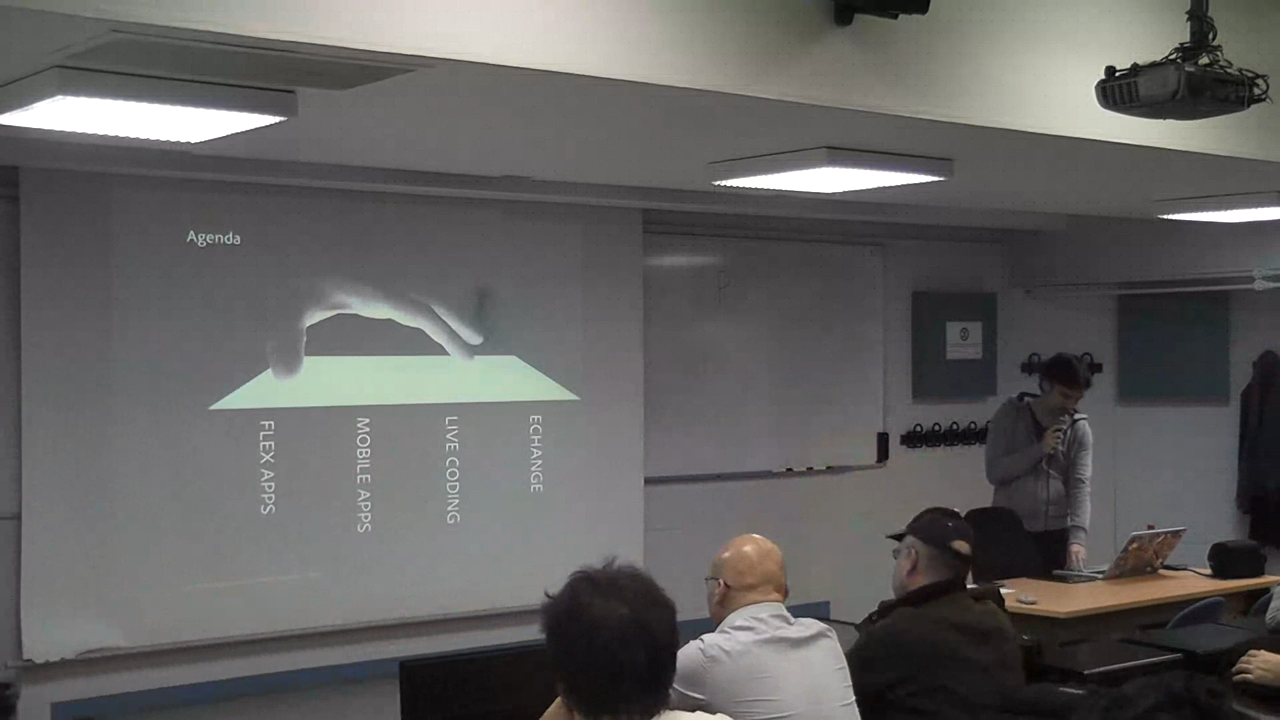 Agenda
FLEX APPS
MOBILE APPS
LIVE CODING
ECHANGE